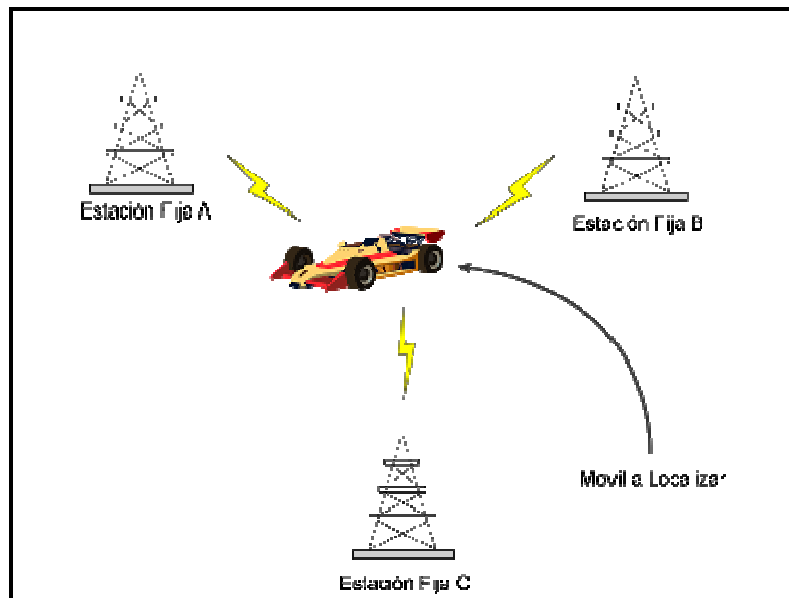 Estación Fija A
Estación Fija B
Movil a Localizar
Estación Fija C